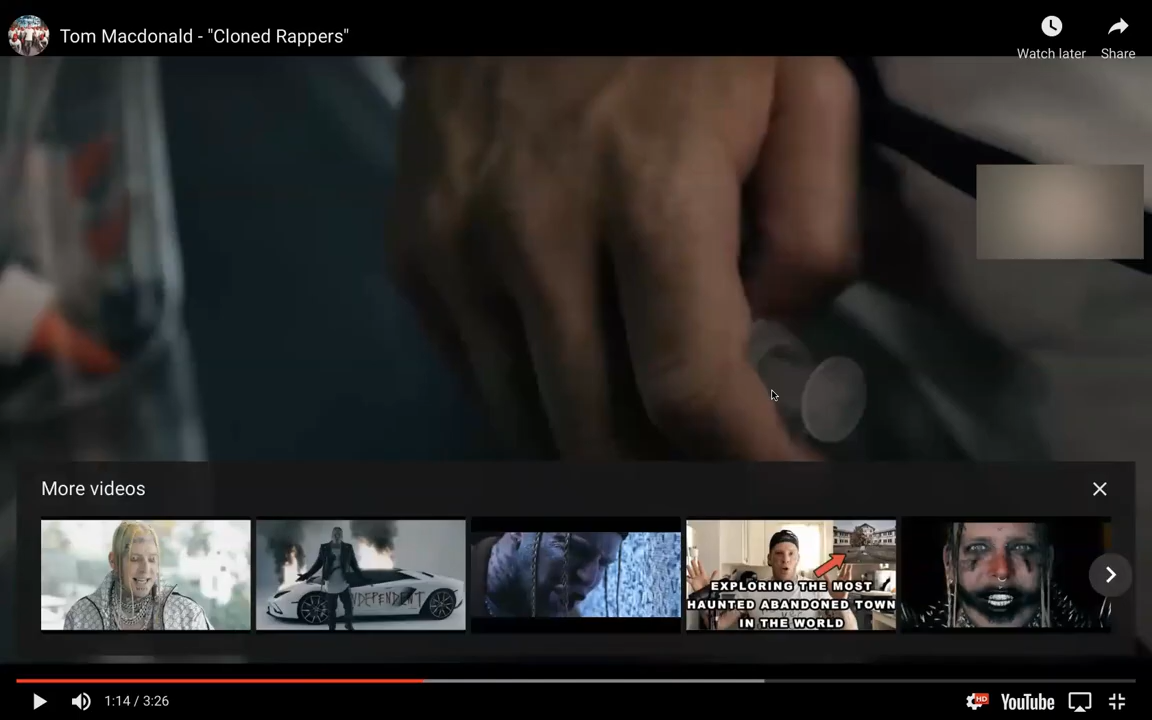 Tom Macdonald - "Cloned Rappers"
Watch later
Share
More videos
INDEPENDENT
EXPLORING THE MOST
HAUNTED ABANDONED TOWN
IN THE WORLD
1:14 / 3:26
HD
YouTube